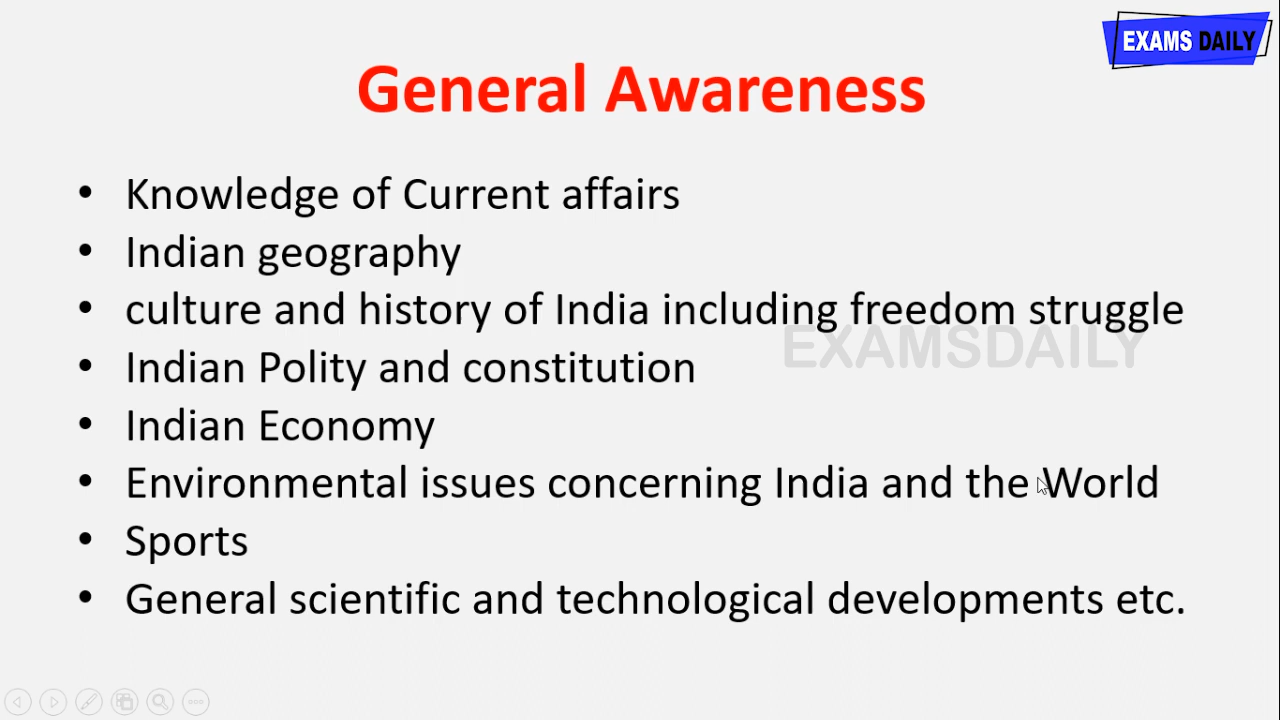 EXAMS DAILY
General Awareness
• Knowledge of Current affairs
• Indian geography
• culture and history of India including freedom struggle
EXAMSDAILY
• Indian Polity and constitution
• Indian Economy
• Environmental issues concerning India and the World
• Sports
• General scientific and technological developments etc.